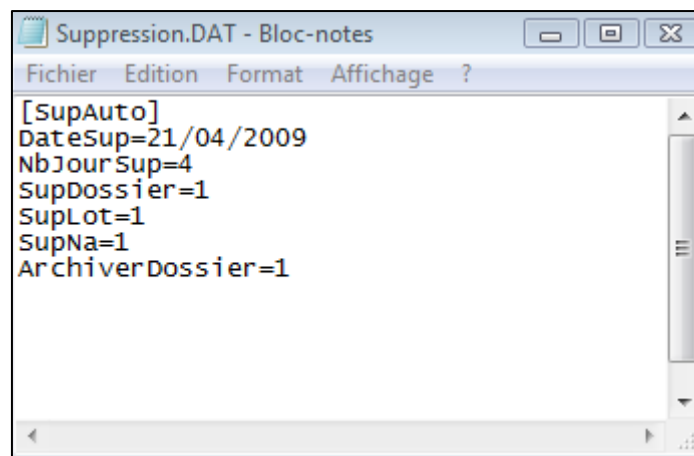 Suppression.DAT - Bloc-notes
Fichier Edition Format Affichage ?
[SupAuto]
DateSup=21/04/2009
NbJourSup=4
SupDossier=1
SupLot=1
SupNa=1
ArchiverDossier=1